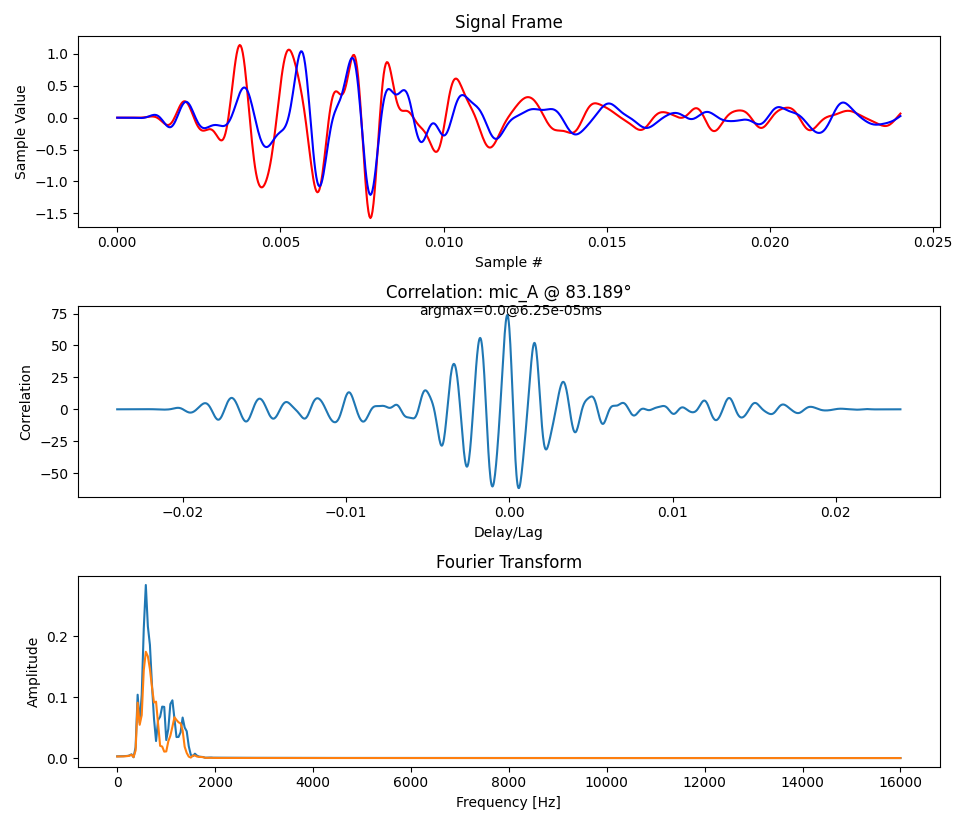 Signal Frame
1.0
0.5
0.0
−0.5
−1.0
−1.5
Sample Value
0.000 0.005 0.010 0.015 0.020 0.025
Sample #
Correlation: mic_A @ 83.189°
argmax=0.0@6.25e-05ms
75
50
25
0
−25
−50
Correlation
−0.02 −0.01 0.00 0.01 0.02
Delay/Lag
Fourier Transform
0.2
0.1
0.0
Amplitude
0 2000 4000 6000 8000 10000 12000 14000 16000
Frequency [Hz]